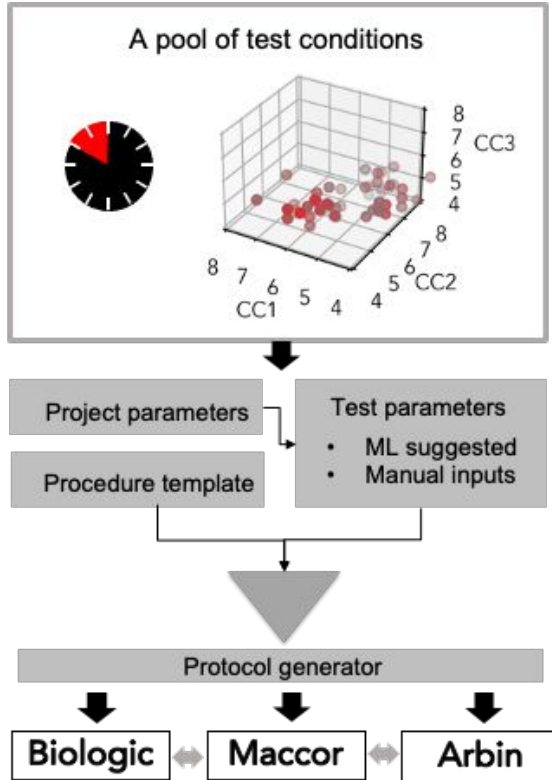 A pool of test conditions
8
7
6
5
4
CC3
8
7
6
5
4
CC2
8
7
6
5
4
CC1
Project parameters
Test parameters
• ML suggested
• Manual inputs
Procedure template
Protocol generator
Biologic
Maccor
Arbin